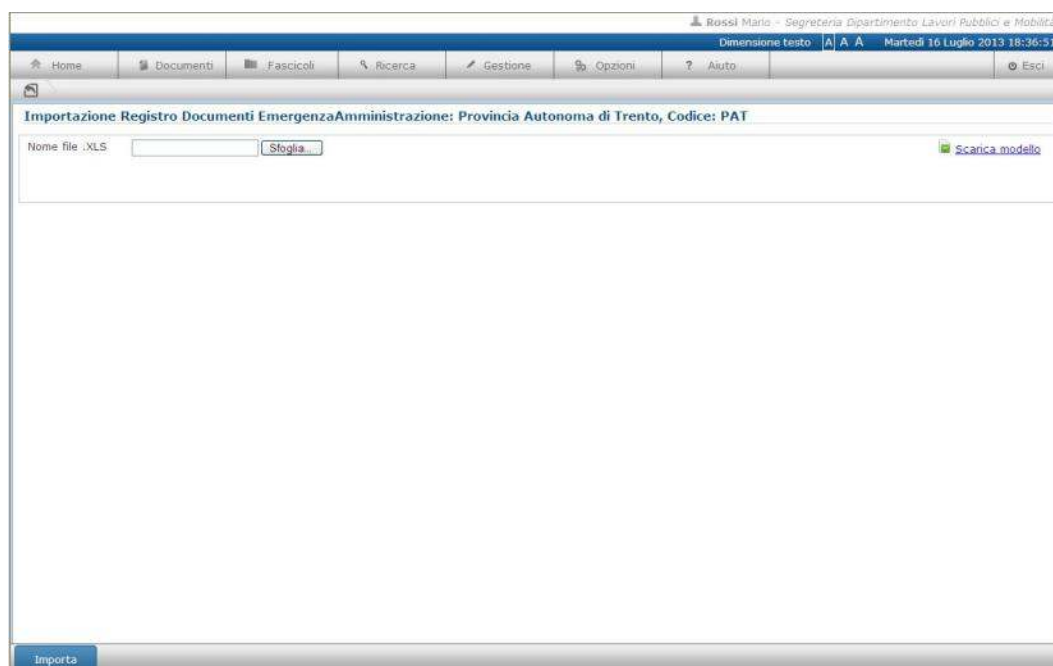 Rossi Mario - Segreteria Dipartimento Lavori Pubblici e Mobilità
Dimensione testo A A A Martedì 16 Luglio 2013 18:36:51
Home Documenti Fascicoli Ricerca Gestione Opzioni ? Aiuto Esci
Importazione Registro Documenti EmergenzaAmministrazione: Provincia Autonoma di Trento, Codice: PAT
Nome file .XLS Sfoglia... Scarica modello
Importa